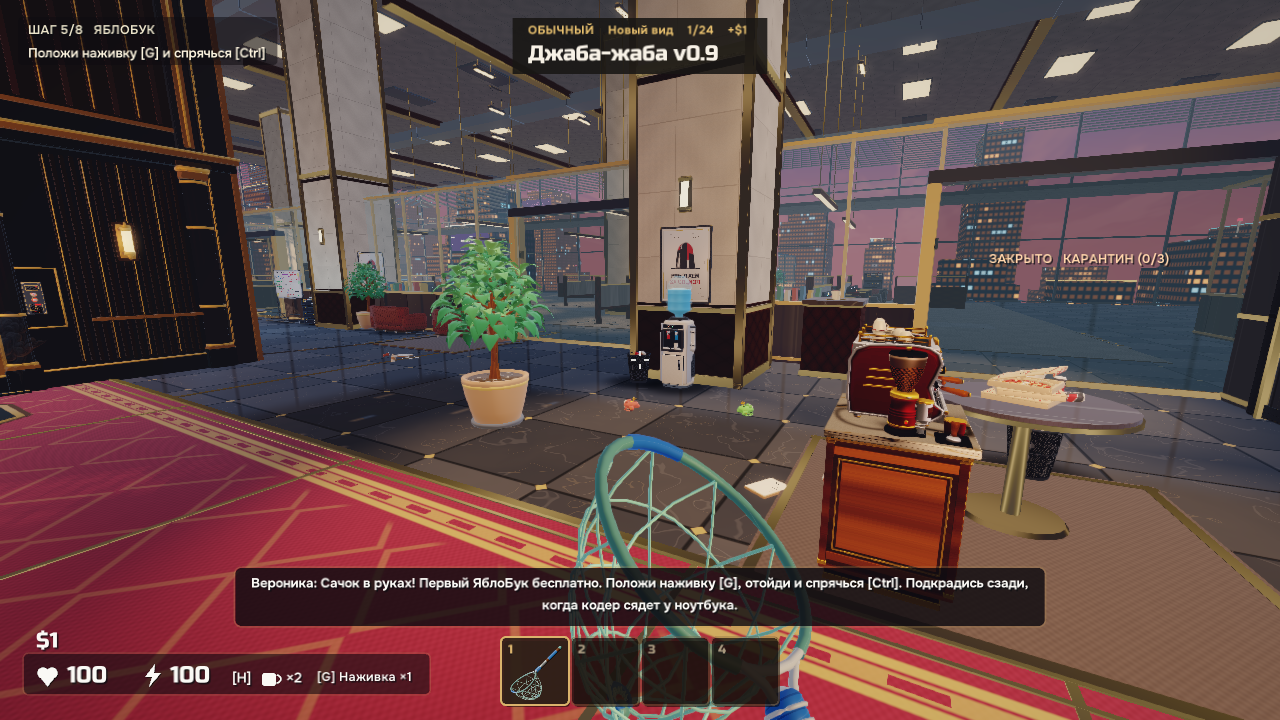 ШАГ 5/8 ЯБЛОБУК
Положи наживку [G] и спрячься [Ctrl]
ОБЫЧНЫЙ Новый вид 1/24 +$1
Джаба-жаба v0.9
ЗАКРЫТО КАРАНТИН (0/3)
Вероника: Сачок в руках! Первый ЯблоБук бесплатно. Положи наживку [G], отойди и спрячься [Ctrl]. Подкрадись сзади,
когда кодер сядет у ноутбука.
$1
100 100 [H] ×2 [G] Наживка ×1
1 2 3 4